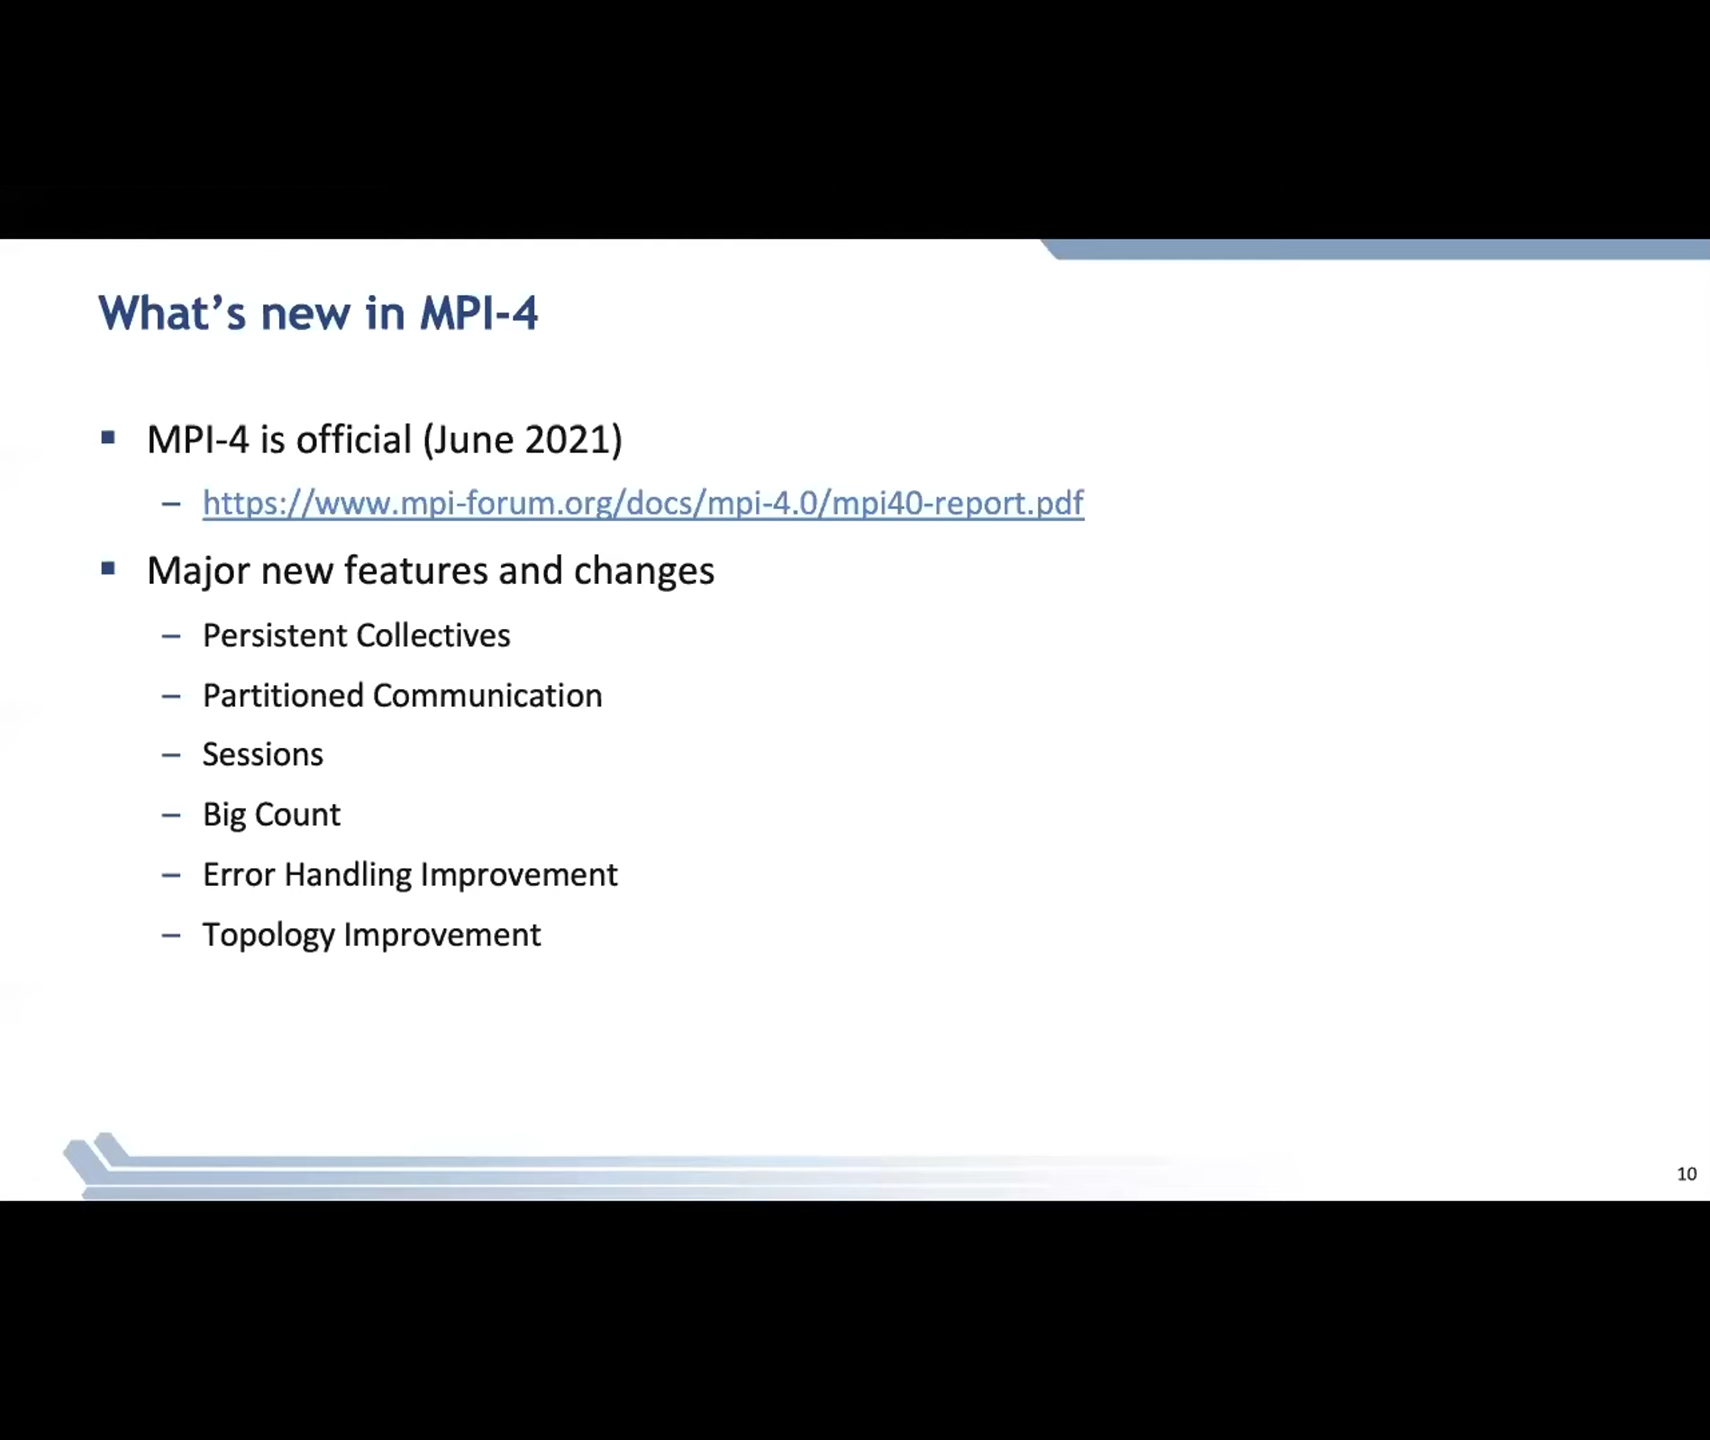 What’s new in MPI-4
▪ MPI-4 is official (June 2021)
– https://www.mpi-forum.org/docs/mpi-4.0/mpi40-report.pdf
▪ Major new features and changes
– Persistent Collectives
– Partitioned Communication
– Sessions
– Big Count
– Error Handling Improvement
– Topology Improvement
10